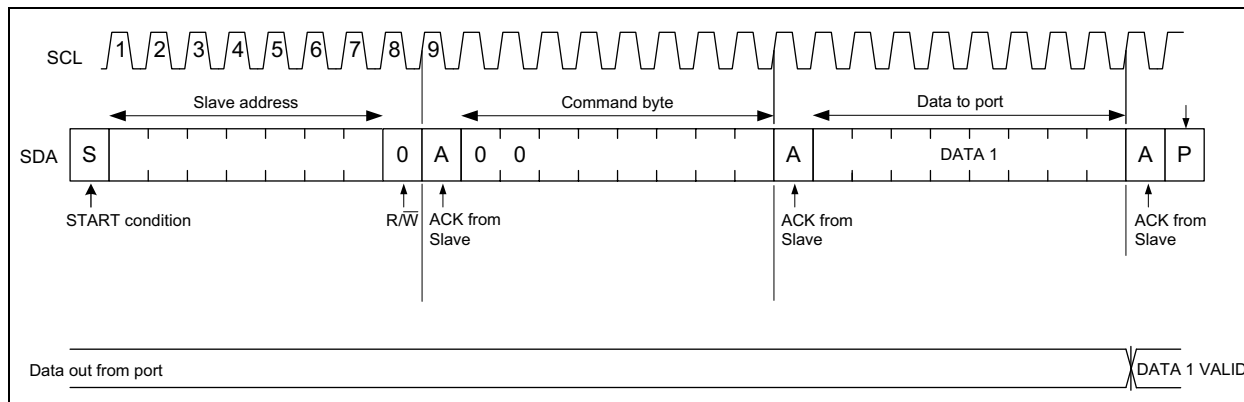 SCL 1 2 3 4 5 6 7 8 9
Slave address Command byte Data to port
SDA S 0 A 0 0 A DATA 1 A P
START condition R/W̅ ACK from Slave ACK from Slave ACK from Slave
Data out from port DATA 1 VALID